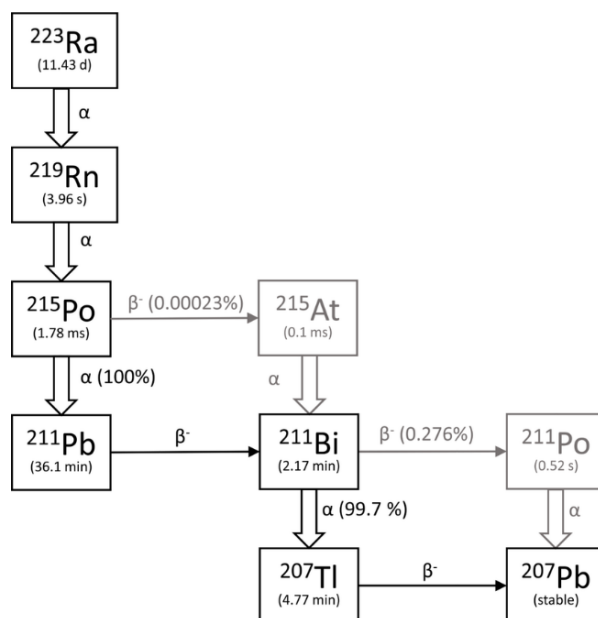 ²²³Ra
(11.43 d)
α
²¹⁹Rn
(3.96 s)
α
²¹⁵Po
(1.78 ms)
β⁻ (0.00023%)
²¹⁵At
(0.1 ms)
α (100%)
α
²¹¹Pb
(36.1 min)
β⁻
²¹¹Bi
(2.17 min)
β⁻ (0.276%)
²¹¹Po
(0.52 s)
α (99.7 %)
α
²⁰⁷Tl
(4.77 min)
β⁻
²⁰⁷Pb
(stable)